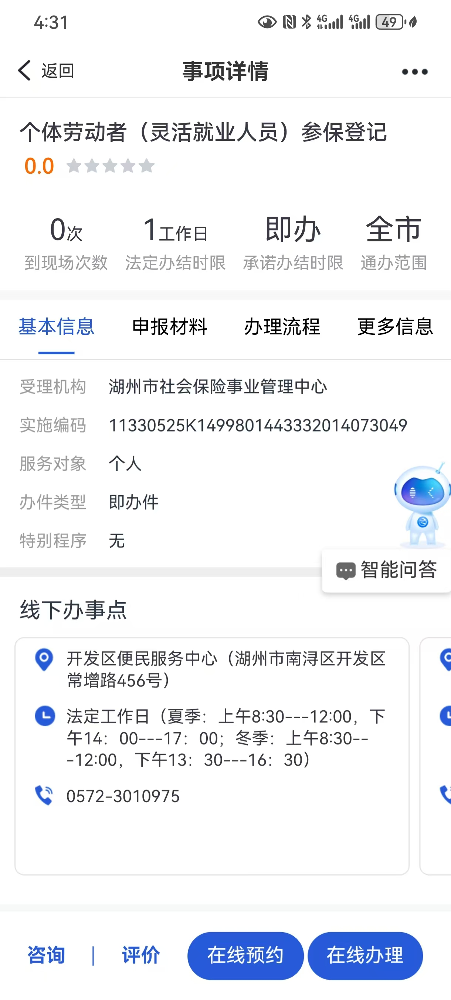 4:31
4G 4G 49
返回
事项详情
个体劳动者（灵活就业人员）参保登记
0.0
0次 1工作日 即办 全市
到现场次数 法定办结时限 承诺办结时限 通办范围
基本信息 申报材料 办理流程 更多信息
受理机构 湖州市社会保险事业管理中心
实施编码 11330525K1499801443332014073049
服务对象 个人
办件类型 即办件
特别程序 无
智能问答
线下办事点
开发区便民服务中心（湖州市南浔区开发区
常增路456号）
法定工作日（夏季：上午8:30---12:00，下
午14：00---17：00；冬季：上午8:30--
-12:00，下午13：30---16：30）
0572-3010975
咨询 | 评价 在线预约 在线办理